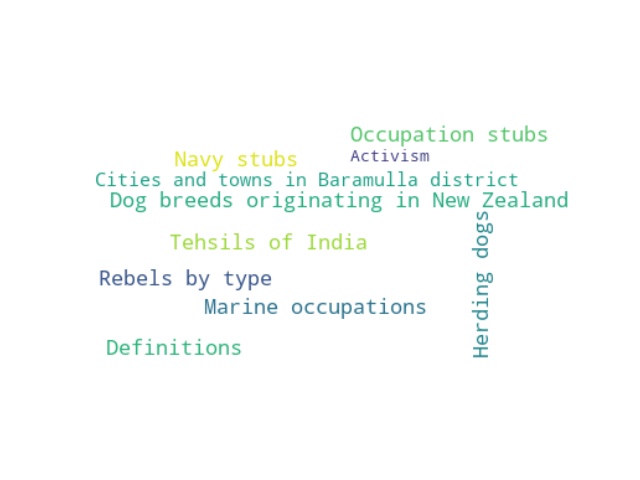 Occupation stubs
Navy stubs
Activism
Cities and towns in Baramulla district
Dog breeds originating in New Zealand
Herding dogs
Tehsils of India
Rebels by type
Marine occupations
Definitions